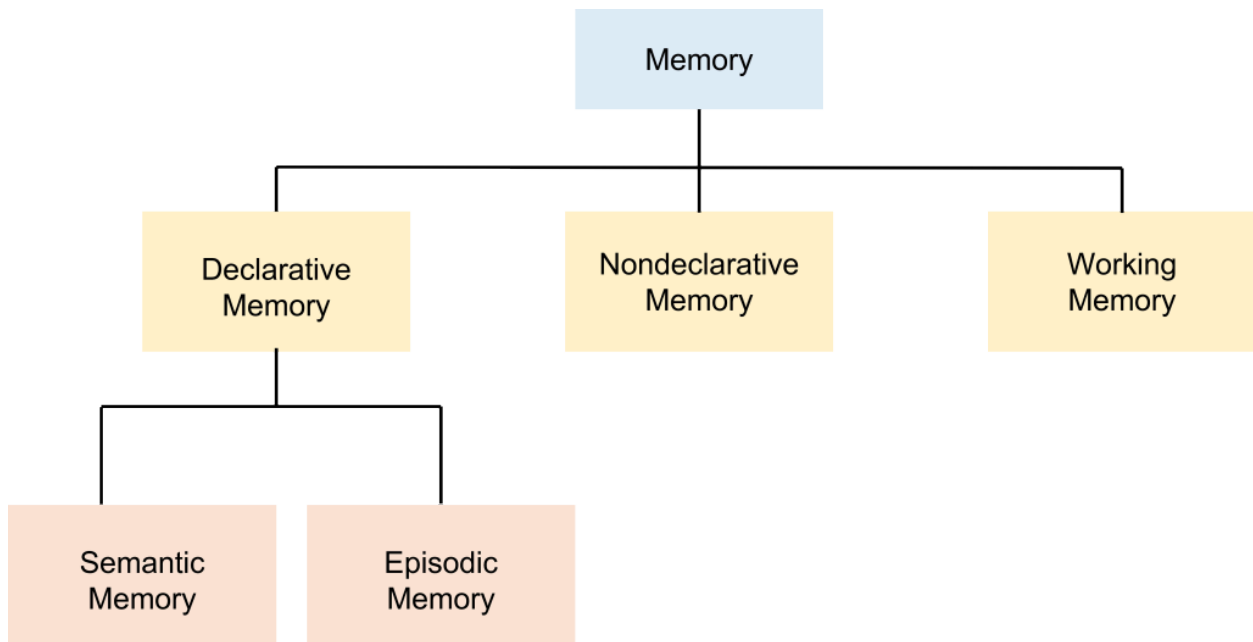 Memory
Declarative
Memory
Nondeclarative
Memory
Working
Memory
Semantic
Memory
Episodic
Memory